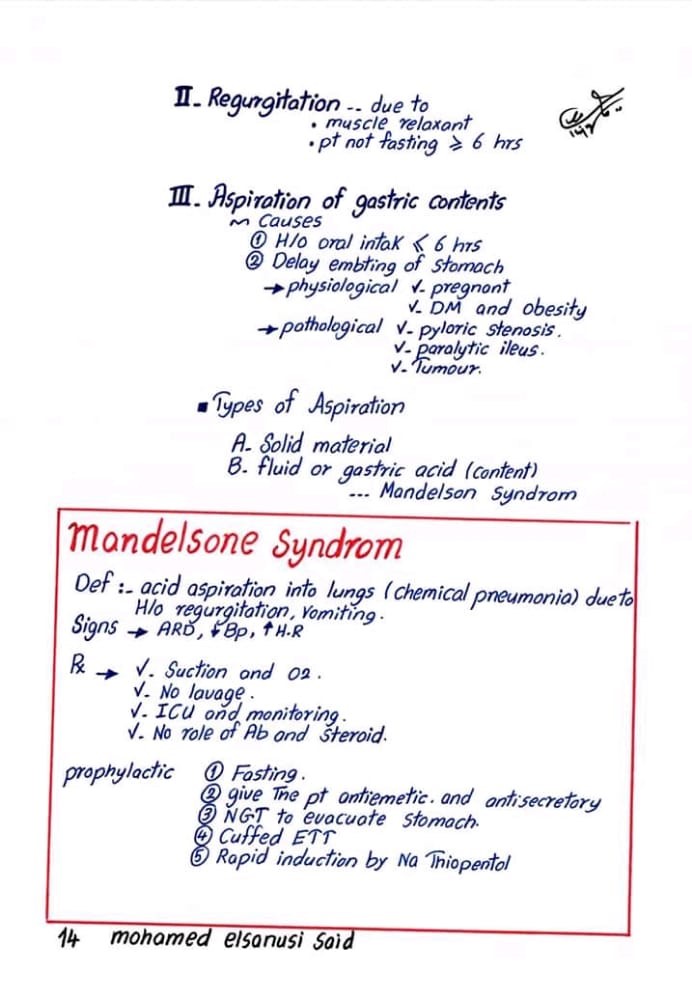 II- Regurgitation -- due to
• muscle relaxant
• pt not fasting ⩾ 6 hrs
III- Aspiration of gastric contents
Causes
① H/o oral intak ⩽ 6 hrs
② Delay embting of stomach
→ physiological √- pregnant
√- DM and obesity
→ pathological √- pyloric stenosis.
√- paralytic ileus.
√- Tumour.
▪ Types of Aspiration
A- Solid material
B- fluid or gastric acid (content)
--- Mandelson Syndrom
Mandelsone Syndrom
Def :- acid aspiration into lungs (chemical pneumonia) due to
H/o regurgitation, vomiting.
Signs → ARD, ↓Bp, ↑H.R
Rx → √. Suction and O2.
√- No lavage.
√- ICU and monitoring.
√- No role of Ab and steroid.
prophylactic ① Fasting.
② give The pt antiemetic. and antisecretory
③ NGT to evacuate stomach.
④ Cuffed ETT
⑤ Rapid induction by Na Thiopental
14 mohamed elsanusi said